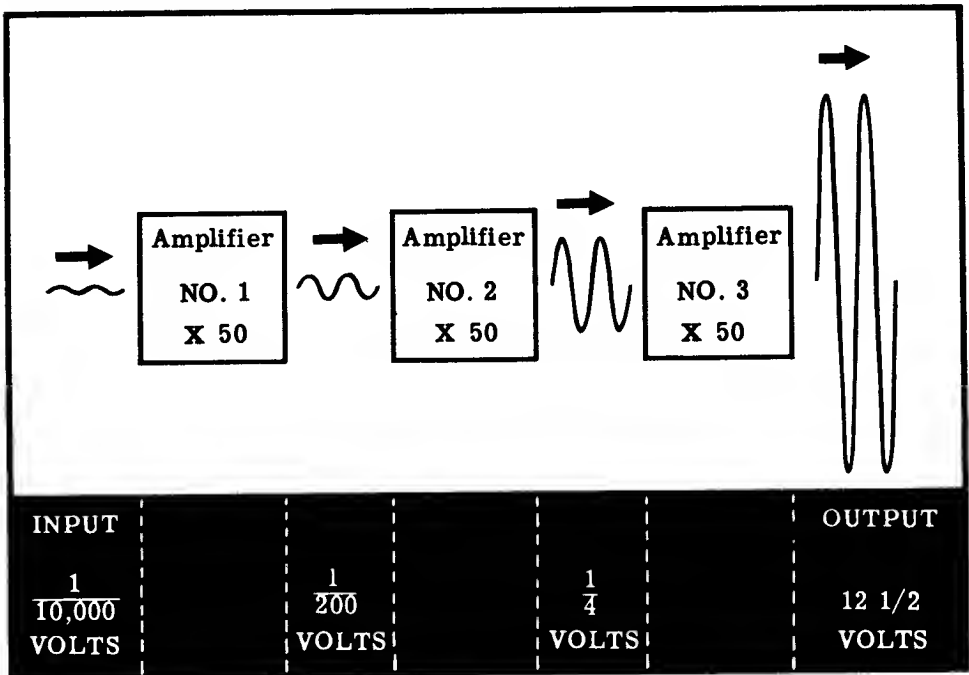 Amplifier
NO. 1
X 50
Amplifier
NO. 2
X 50
Amplifier
NO. 3
X 50
INPUT
1
10,000
VOLTS
1
200
VOLTS
1
4
VOLTS
OUTPUT
12 1/2
VOLTS